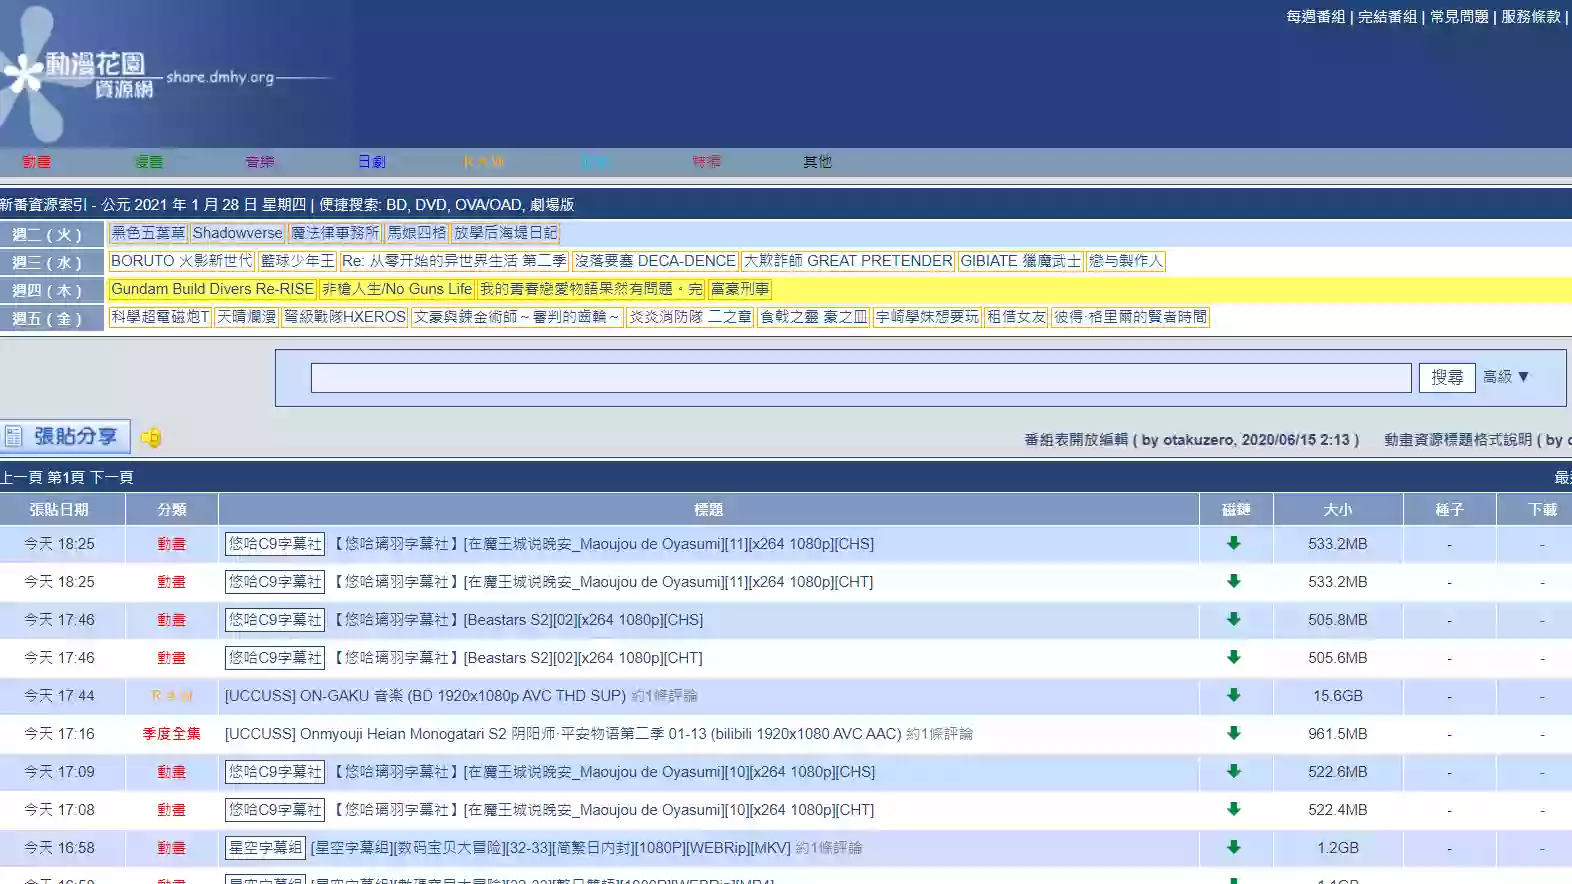 每週番組 | 完結番組 | 常見問題 | 服務條款 |
動漫花園
資源網
share.dmhy.org
動畫 漫畫 音樂 日劇 RAW 遊戲 特攝 其他
新番資源索引 - 公元 2021 年 1 月 28 日 星期四 | 便捷搜索: BD, DVD, OVA/OAD, 劇場版
週二 ( 火 ) 黑色五葉草 Shadowverse 魔法律事務所 馬娘四格 放學后海堤日記
週三 ( 水 ) BORUTO 火影新世代 籃球少年王 Re: 从零开始的异世界生活 第二季 沒落要塞 DECA-DENCE 大欺詐師 GREAT PRETENDER GIBIATE 獵魔武士 戀与製作人
週四 ( 木 ) Gundam Build Divers Re-RISE 非槍人生/No Guns Life 我的青春戀愛物語果然有問題。完 富豪刑事
週五 ( 金 ) 科學超電磁炮T 天晴爛漫 弩級戰隊HXEROS 文豪與鍊金術師～審判的齒輪～ 炎炎消防隊 二之章 食戟之靈 豪之皿 宇崎學妹想要玩 租借女友 彼得·格里爾的賢者時間
搜尋 高級 ▼
張貼分享
番組表開放編輯 ( by otakuzero, 2020/06/15 2:13 ) 動畫資源標題格式說明 ( by
上一頁 第1頁 下一頁
張貼日期 分類 標題 磁鏈 大小 種子 下載
今天 18:25 動畫 悠哈C9字幕社 【悠哈璃羽字幕社】[在魔王城说晚安_Maoujou de Oyasumi][11][x264 1080p][CHS] 533.2MB - -
今天 18:25 動畫 悠哈C9字幕社 【悠哈璃羽字幕社】[在魔王城说晚安_Maoujou de Oyasumi][11][x264 1080p][CHT] 533.2MB - -
今天 17:46 動畫 悠哈C9字幕社 【悠哈璃羽字幕社】[Beastars S2][02][x264 1080p][CHS] 505.8MB - -
今天 17:46 動畫 悠哈C9字幕社 【悠哈璃羽字幕社】[Beastars S2][02][x264 1080p][CHT] 505.6MB - -
今天 17:44 RAW [UCCUSS] ON-GAKU 音楽 (BD 1920x1080p AVC THD SUP) 約1條評論 15.6GB - -
今天 17:16 季度全集 [UCCUSS] Onmyouji Heian Monogatari S2 阴阳师·平安物语第二季 01-13 (bilibili 1920x1080 AVC AAC) 約1條評論 961.5MB - -
今天 17:09 動畫 悠哈C9字幕社 【悠哈璃羽字幕社】[在魔王城说晚安_Maoujou de Oyasumi][10][x264 1080p][CHS] 522.6MB - -
今天 17:08 動畫 悠哈C9字幕社 【悠哈璃羽字幕社】[在魔王城说晚安_Maoujou de Oyasumi][10][x264 1080p][CHT] 522.4MB - -
今天 16:58 動畫 星空字幕組 [星空字幕组][数码宝贝大冒险][32-33][简繁日内封][1080P][WEBRip][MKV] 約1條評論 1.2GB - -